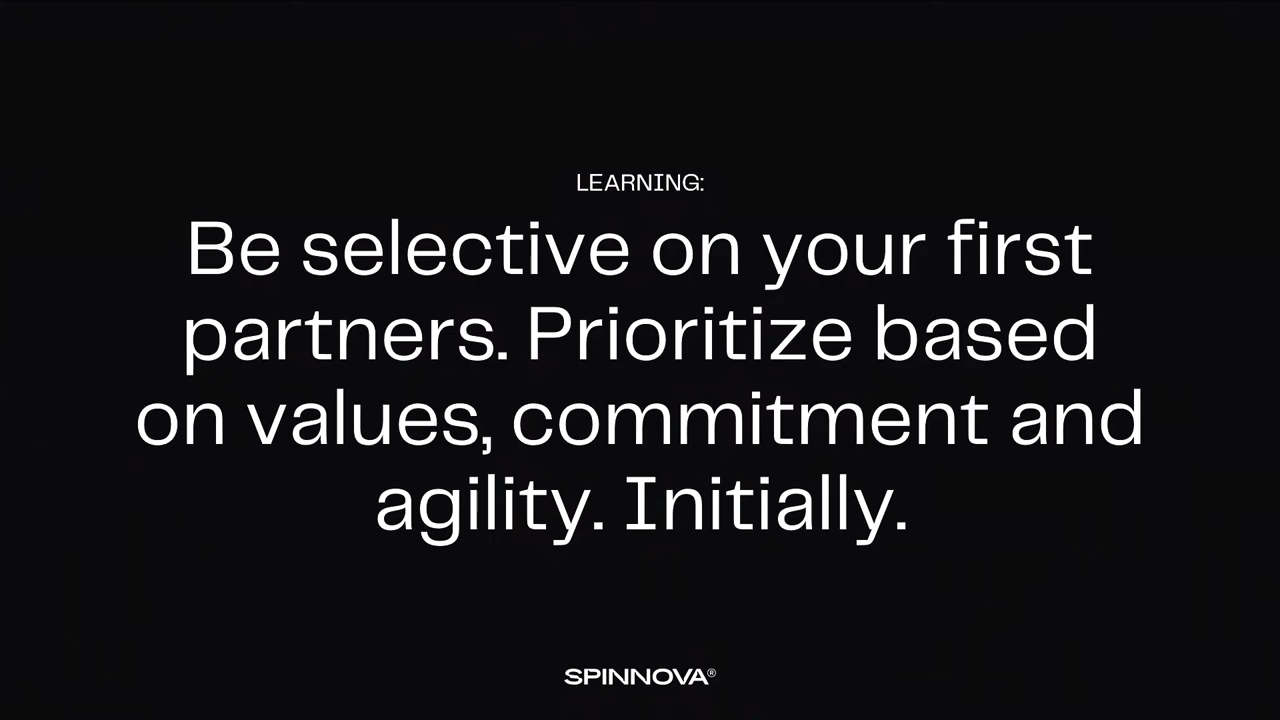 LEARNING:
Be selective on your first
partners. Prioritize based
on values, commitment and
agility. Initially.
SPINNOVA®